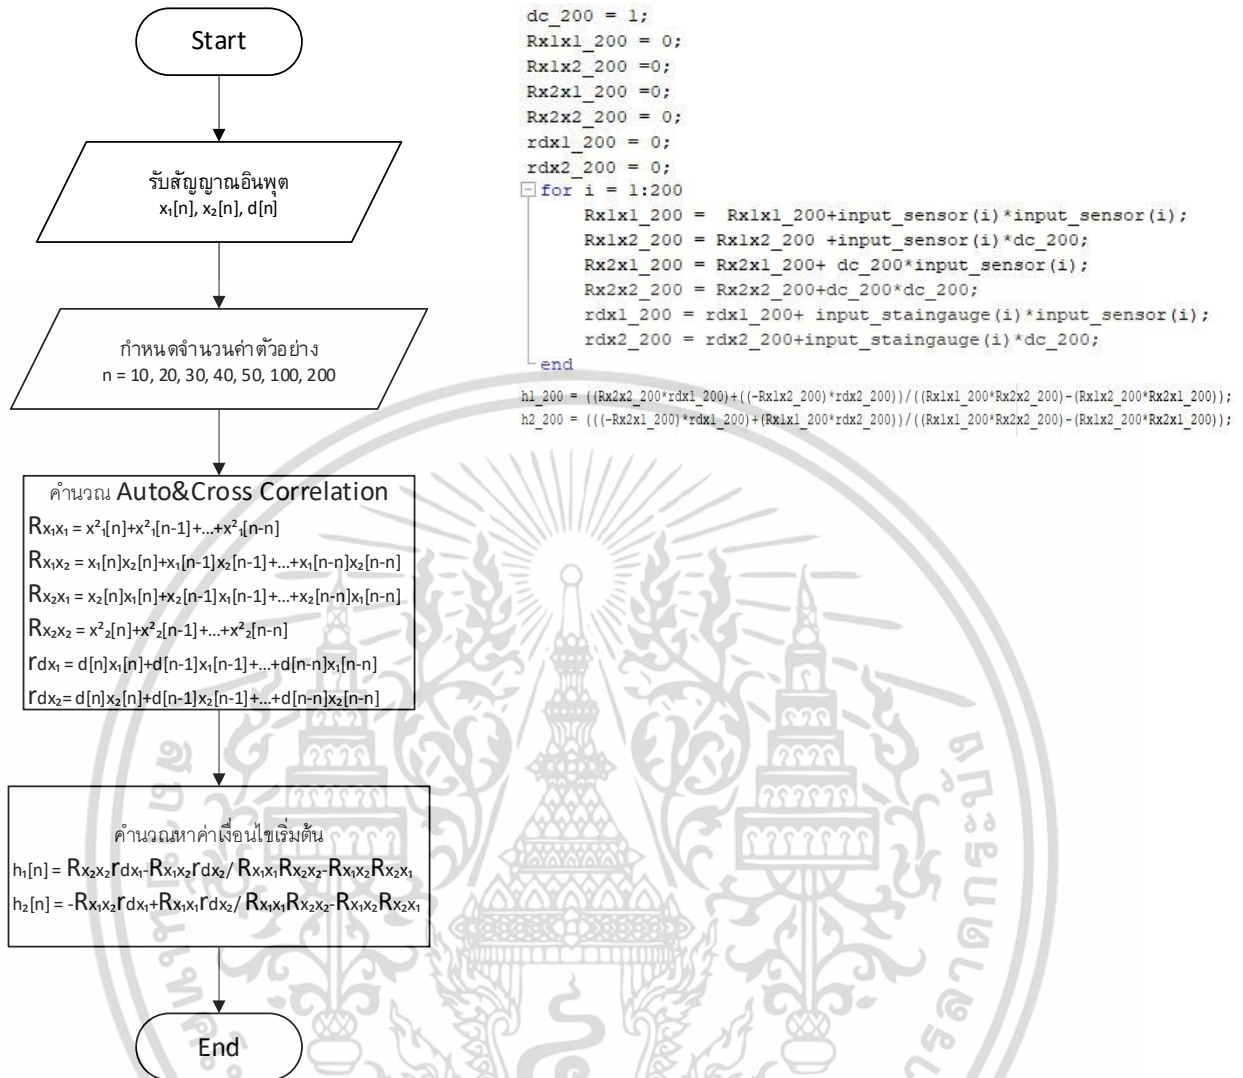 Start
รับสัญญาณอินพุต
x₁[n], x₂[n], d[n]
กำหนดจำนวนค่าตัวอย่าง
n = 10, 20, 30, 40, 50, 100, 200
คำนวณ Auto&Cross Correlation
Rx₁x₁ = x²₁[n]+x²₁[n-1]+...+x²₁[n-n]
Rx₁x₂ = x₁[n]x₂[n]+x₁[n-1]x₂[n-1]+...+x₁[n-n]x₂[n-n]
Rx₂x₁ = x₂[n]x₁[n]+x₂[n-1]x₁[n-1]+...+x₂[n-n]x₁[n-n]
Rx₂x₂ = x²₂[n]+x²₂[n-1]+...+x²₂[n-n]
rdx₁ = d[n]x₁[n]+d[n-1]x₁[n-1]+...+d[n-n]x₁[n-n]
rdx₂= d[n]x₂[n]+d[n-1]x₂[n-1]+...+d[n-n]x₂[n-n]
คำนวณหาค่าเงื่อนไขเริ่มต้น
h₁[n] = Rx₂x₂rdx₁-Rx₁x₂rdx₂/ Rx₁x₁Rx₂x₂-Rx₁x₂Rx₂x₁
h₂[n] = -Rx₁x₂rdx₁+Rx₁x₁rdx₂/ Rx₁x₁Rx₂x₂-Rx₁x₂Rx₂x₁
End
dc_200 = 1;
Rx1x1_200 = 0;
Rx1x2_200 =0;
Rx2x1_200 =0;
Rx2x2_200 = 0;
rdx1_200 = 0;
rdx2_200 = 0;
for i = 1:200
Rx1x1_200 =  Rx1x1_200+input_sensor(i)*input_sensor(i);
Rx1x2_200 = Rx1x2_200 +input_sensor(i)*dc_200;
Rx2x1_200 = Rx2x1_200+ dc_200*input_sensor(i);
Rx2x2_200 = Rx2x2_200+dc_200*dc_200;
rdx1_200 = rdx1_200+ input_staingauge(i)*input_sensor(i);
rdx2_200 = rdx2_200+input_staingauge(i)*dc_200;
end
h1_200 = ((Rx2x2_200*rdx1_200)+((-Rx1x2_200)*rdx2_200))/((Rx1x1_200*Rx2x2_200)-(Rx1x2_200*Rx2x1_200));
h2_200 = (((-Rx2x1_200)*rdx1_200)+(Rx1x1_200*rdx2_200))/((Rx1x1_200*Rx2x2_200)-(Rx1x2_200*Rx2x1_200));